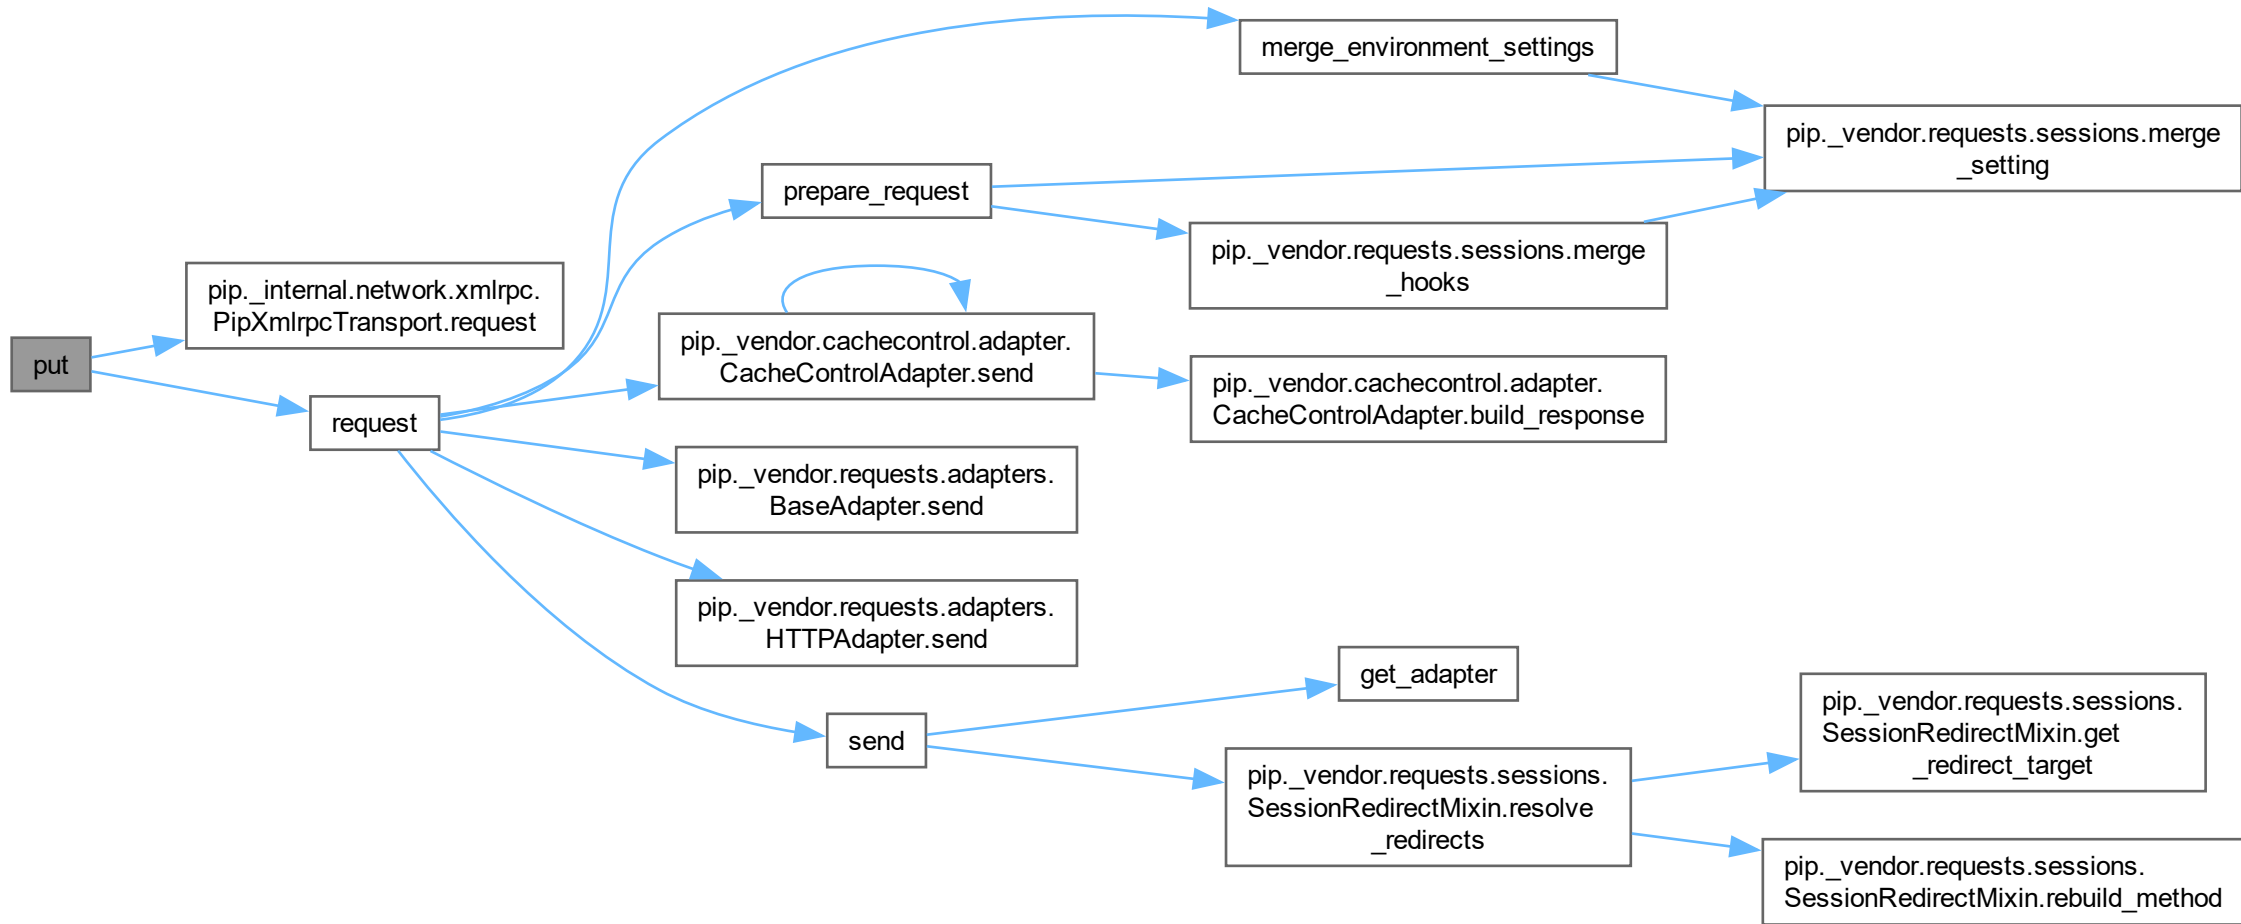 put
pip._internal.network.xmlrpc.
PipXmlrpcTransport.request
request
merge_environment_settings
prepare_request
pip._vendor.requests.sessions.merge
_setting
pip._vendor.requests.sessions.merge
_hooks
pip._vendor.cachecontrol.adapter.
CacheControlAdapter.send
pip._vendor.cachecontrol.adapter.
CacheControlAdapter.build_response
pip._vendor.requests.adapters.
BaseAdapter.send
pip._vendor.requests.adapters.
HTTPAdapter.send
send
get_adapter
pip._vendor.requests.sessions.
SessionRedirectMixin.resolve
_redirects
pip._vendor.requests.sessions.
SessionRedirectMixin.get
_redirect_target
pip._vendor.requests.sessions.
SessionRedirectMixin.rebuild_method